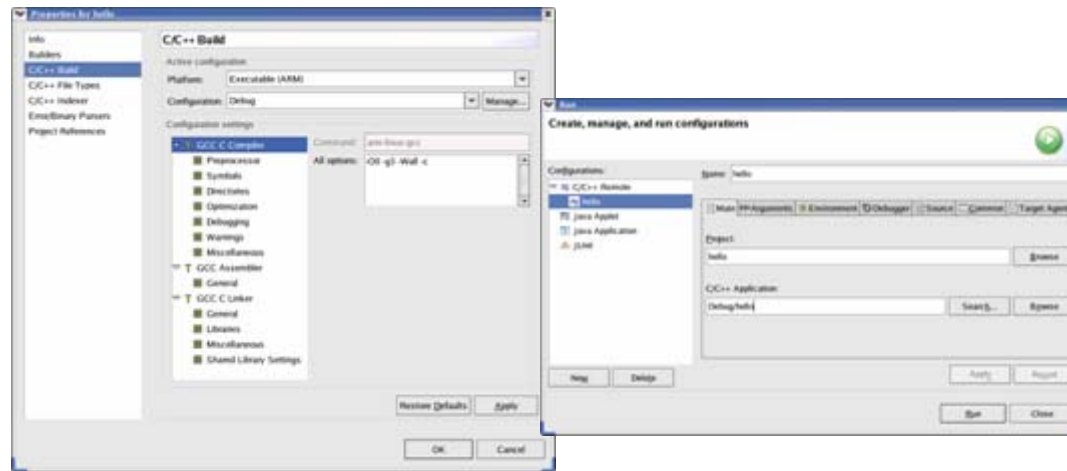 Properties for hello
Info
Builders
C/C++ Build
C/C++ File Types
C/C++ Indexer
Error/Binary Parsers
Project References
C/C++ Build
Active configuration
Platform: Executable (ARM)
Configuration: Debug Manage...
Configuration settings
GCC C Compiler
Preprocessor
Symbols
Directories
Optimization
Debugging
Warnings
Miscellaneous
GCC Assembler
General
GCC C Linker
General
Libraries
Miscellaneous
Shared Library Settings
Command: arm-linux-gcc
All options: -O0 -g3 -Wall -c
Restore Defaults Apply
OK Cancel
Run
Create, manage, and run configurations
Configurations:
C/C++ Remote
hello
Java Applet
Java Application
JUnit
New Delete
Name: hello
Main Arguments Environment Debugger Source Common Target Agent
Project:
hello Browse
C/C++ Application:
Debug/hello Search... Browse
Apply Revert
Run Close